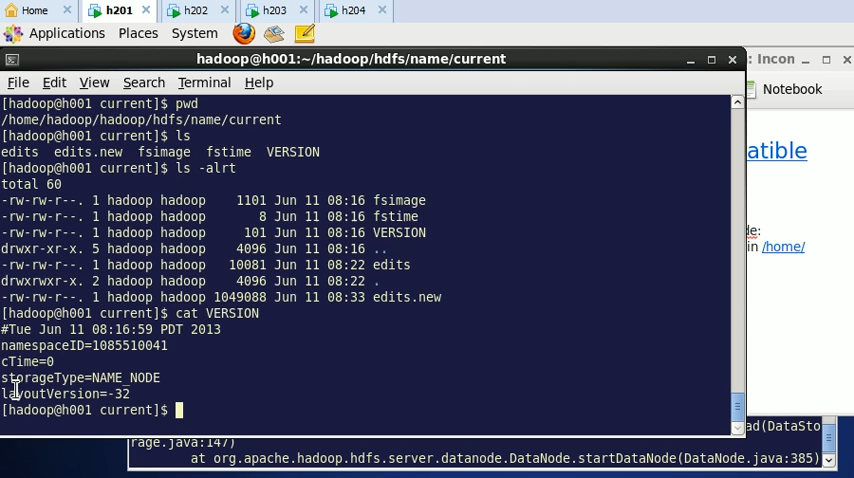 Home h201 h202 h203 h204
Applications Places System
hadoop@h001:~/hadoop/hdfs/name/current
: Incon
File Edit View Search Terminal Help
Notebook
[hadoop@h001 current]$ pwd
/home/hadoop/hadoop/hdfs/name/current
[hadoop@h001 current]$ ls
edits edits.new fsimage fstime VERSION
[hadoop@h001 current]$ ls -alrt
total 60
-rw-rw-r--. 1 hadoop hadoop 1101 Jun 11 08:16 fsimage
-rw-rw-r--. 1 hadoop hadoop 8 Jun 11 08:16 fstime
-rw-rw-r--. 1 hadoop hadoop 101 Jun 11 08:16 VERSION
drwxr-xr-x. 5 hadoop hadoop 4096 Jun 11 08:16 ..
-rw-rw-r--. 1 hadoop hadoop 10081 Jun 11 08:22 edits
drwxrwxr-x. 2 hadoop hadoop 4096 Jun 11 08:22 .
-rw-rw-r--. 1 hadoop hadoop 1049088 Jun 11 08:33 edits.new
[hadoop@h001 current]$ cat VERSION
#Tue Jun 11 08:16:59 PDT 2013
namespaceID=1085510041
cTime=0
storageType=NAME_NODE
layoutVersion=-32
[hadoop@h001 current]$
atible
de:
in /home/
ad(DataSto
rage.java:147)
at org.apache.hadoop.hdfs.server.datanode.DataNode.startDataNode(DataNode.java:385)